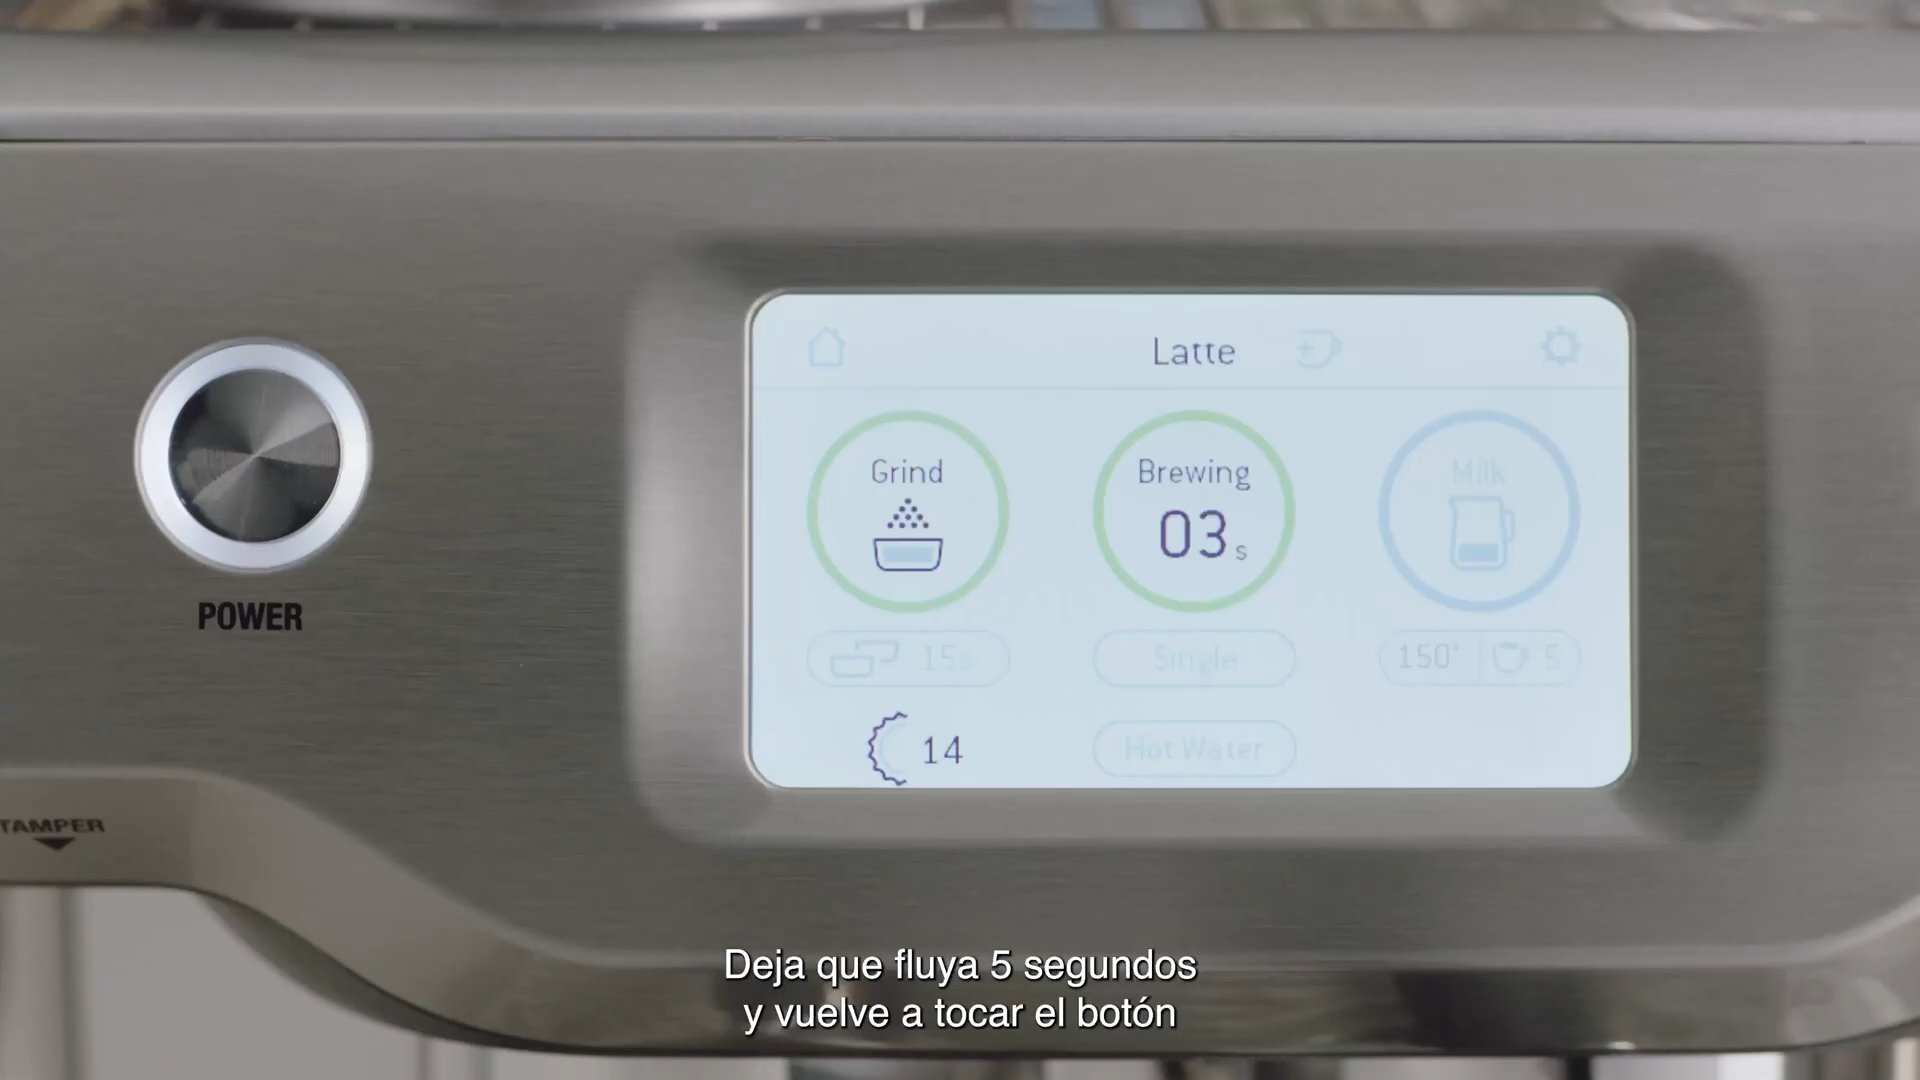 Latte
Grind
Brewing
Milk
03 s
POWER
15s
Single
150° 5
14
Hot Water
TAMPER
Deja que fluya 5 segundos
y vuelve a tocar el botón